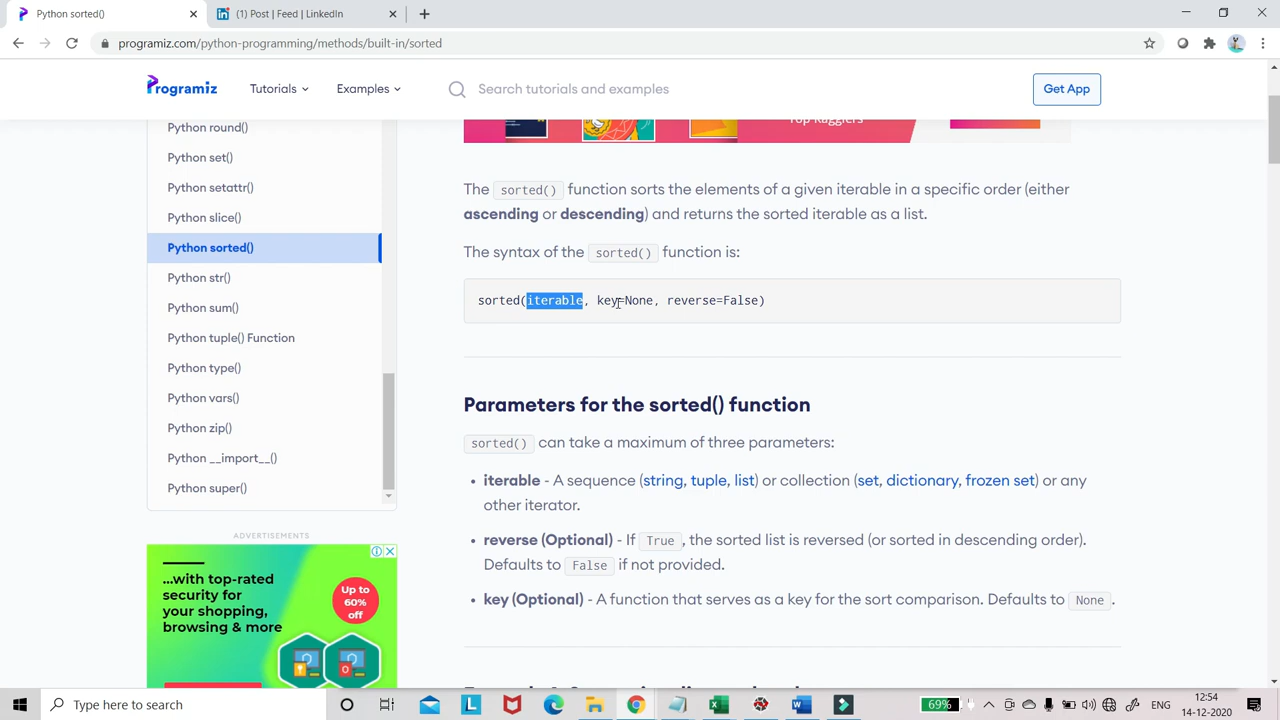 Python sorted()
(1) Post | Feed | LinkedIn
programiz.com/python-programming/methods/built-in/sorted
Programiz
Tutorials
Examples
Search tutorials and examples
Get App
Python round()
Python set()
Python setattr()
Python slice()
Python sorted()
Python str()
Python sum()
Python tuple() Function
Python type()
Python vars()
Python zip()
Python __import__()
Python super()
ADVERTISEMENTS
...with top-rated
security for
your shopping,
browsing & more
Up to
60%
off
Top Kagglers
The sorted() function sorts the elements of a given iterable in a specific order (either
ascending or descending) and returns the sorted iterable as a list.
The syntax of the sorted() function is:
sorted(iterable, key=None, reverse=False)
Parameters for the sorted() function
sorted() can take a maximum of three parameters:
• iterable - A sequence (string, tuple, list) or collection (set, dictionary, frozen set) or any
other iterator.
• reverse (Optional) - If True, the sorted list is reversed (or sorted in descending order).
Defaults to False if not provided.
• key (Optional) - A function that serves as a key for the sort comparison. Defaults to None.
Type here to search
69%
12:54
14-12-2020